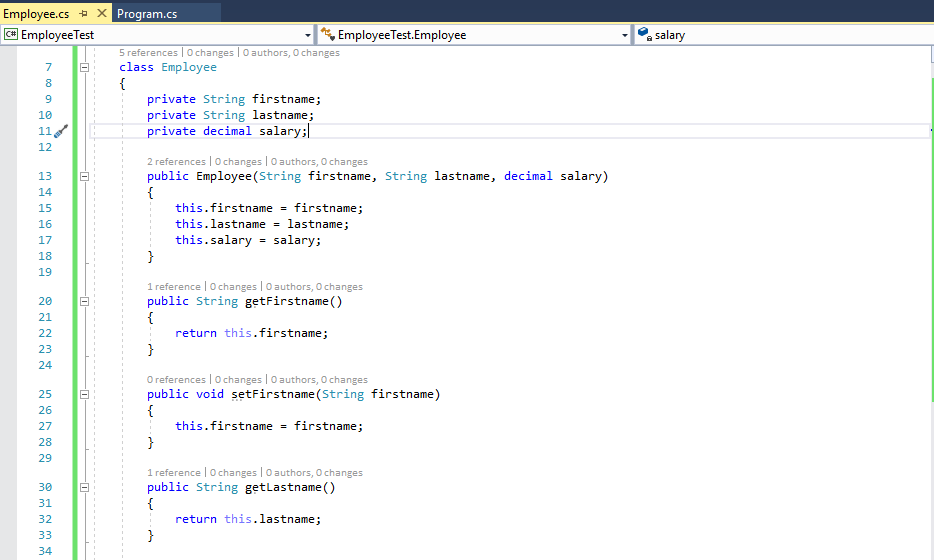 Employee.cs Program.cs
C# EmployeeTest EmployeeTest.Employee salary
5 references | 0 changes | 0 authors, 0 changes
7 class Employee
8 {
9 private String firstname;
10 private String lastname;
11 private decimal salary;
12
2 references | 0 changes | 0 authors, 0 changes
13 public Employee(String firstname, String lastname, decimal salary)
14 {
15 this.firstname = firstname;
16 this.lastname = lastname;
17 this.salary = salary;
18 }
19
1 reference | 0 changes | 0 authors, 0 changes
20 public String getFirstname()
21 {
22 return this.firstname;
23 }
24
0 references | 0 changes | 0 authors, 0 changes
25 public void setFirstname(String firstname)
26 {
27 this.firstname = firstname;
28 }
29
1 reference | 0 changes | 0 authors, 0 changes
30 public String getLastname()
31 {
32 return this.lastname;
33 }
34